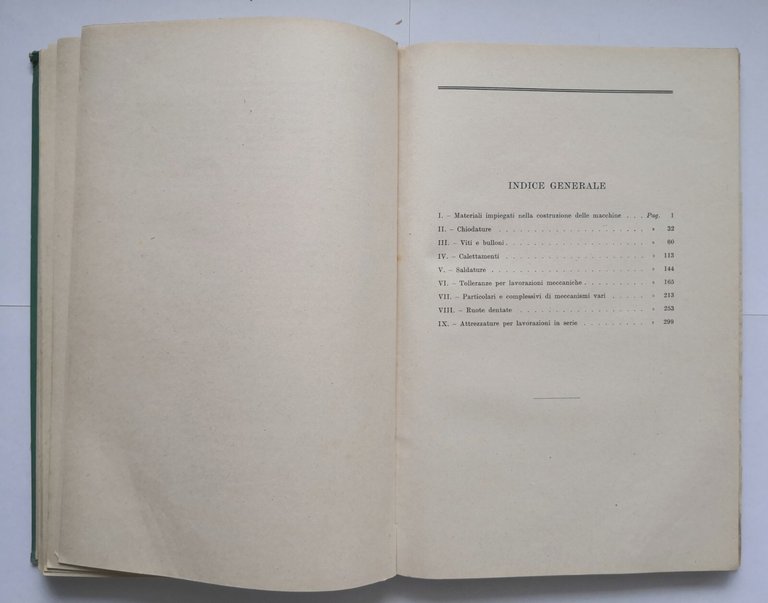 INDICE GENERALE
I. – Materiali impiegati nella costruzione delle macchine . . . . Pag. 1
II. – Chiodature . . . . . . . . . . . . . . . . . . . . . . » 32
III. – Viti e bulloni . . . . . . . . . . . . . . . . . . . . . » 60
IV. – Calettamenti . . . . . . . . . . . . . . . . . . . . . » 113
V. – Saldature . . . . . . . . . . . . . . . . . . . . . . » 144
VI. – Tolleranze per lavorazioni meccaniche . . . . . . . . . . » 165
VII. – Particolari e complessivi di meccanismi vari . . . . . . . » 213
VIII. – Ruote dentate . . . . . . . . . . . . . . . . . . . . » 253
IX. – Attrezzature per lavorazioni in serie . . . . . . . . . . . » 299